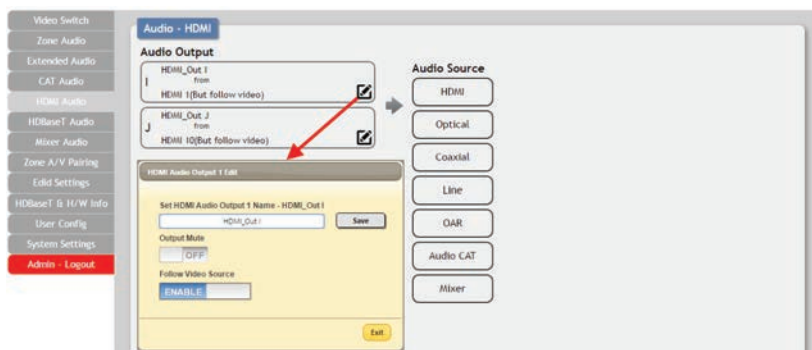 Video Switch
Zone Audio
Extended Audio
CAT Audio
HDMI Audio
HDBaseT Audio
Mixer Audio
Zone A/V Pairing
Edid Settings
HDBaseT & H/W Info
User Config
System Settings
Admin - Logout
Audio - HDMI
Audio Output
I
HDMI_Out I
from
HDMI 1(But follow video)
J
HDMI_Out J
from
HDMI 10(But follow video)
HDMI Audio Output 1 Edit
Set HDMI Audio Output 1 Name - HDMI_Out I
HDMI_Out I
Save
Output Mute
OFF
Follow Video Source
ENABLE
Exit
Audio Source
HDMI
Optical
Coaxial
Line
OAR
Audio CAT
Mixer